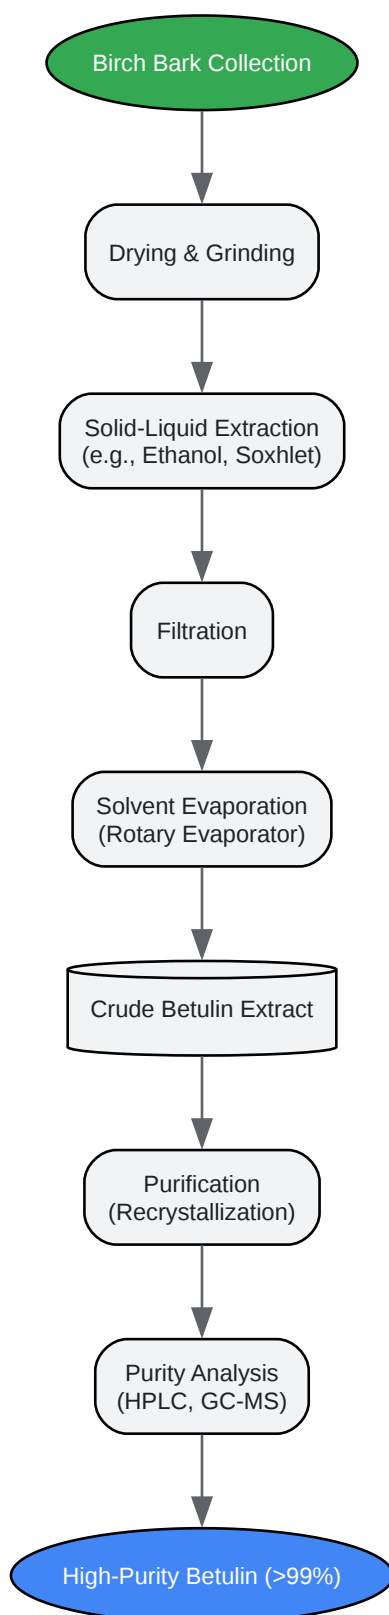 Birch Bark Collection
Drying & Grinding
Solid-Liquid Extraction
(e.g., Ethanol, Soxhlet)
Filtration
Solvent Evaporation
(Rotary Evaporator)
Crude Betulin Extract
Purification
(Recrystallization)
Purity Analysis
(HPLC, GC-MS)
High-Purity Betulin (>99%)